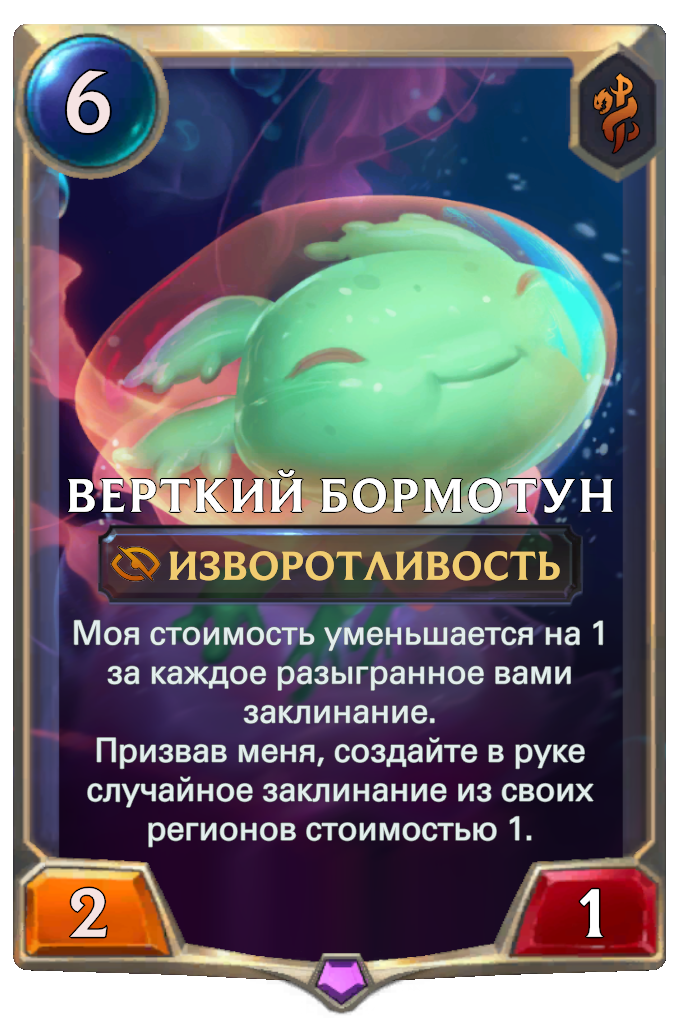 6
ВЕРТКИЙ БОРМОТУН
ИЗВОРОТЛИВОСТЬ
Моя стоимость уменьшается на 1
за каждое разыгранное вами
заклинание.
Призвав меня, создайте в руке
случайное заклинание из своих
регионов стоимостью 1.
2
1